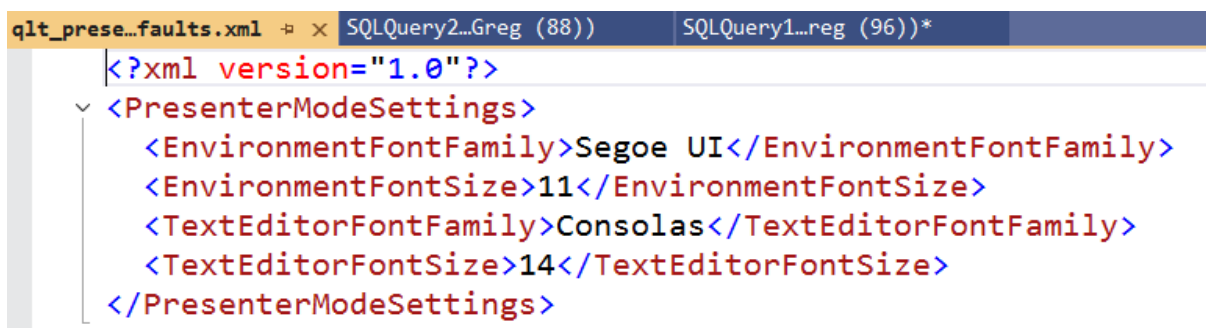 qlt_prese…faults.xml SQLQuery2…Greg (88)) SQLQuery1…reg (96))*
<?xml version="1.0"?>
<PresenterModeSettings>
<EnvironmentFontFamily>Segoe UI</EnvironmentFontFamily>
<EnvironmentFontSize>11</EnvironmentFontSize>
<TextEditorFontFamily>Consolas</TextEditorFontFamily>
<TextEditorFontSize>14</TextEditorFontSize>
</PresenterModeSettings>